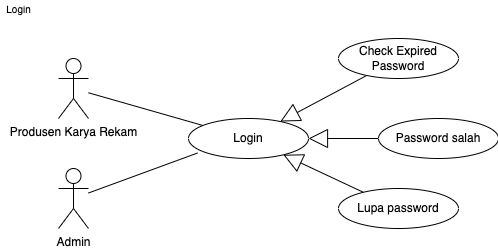 Login
Check Expired
Password
Produsen Karya Rekam
Login
Password salah
Lupa password
Admin